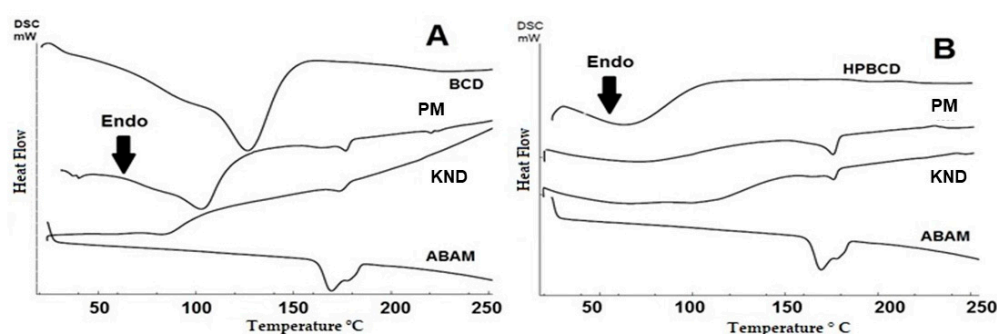 DSC
mW
A
BCD
Endo
PM
KND
ABAM
Heat Flow
50
100
150
200
250
Temperature °C
DSC
mW
B
HPBCD
Endo
PM
KND
ABAM
Heat Flow
50
100
150
200
250
Temperature ° C